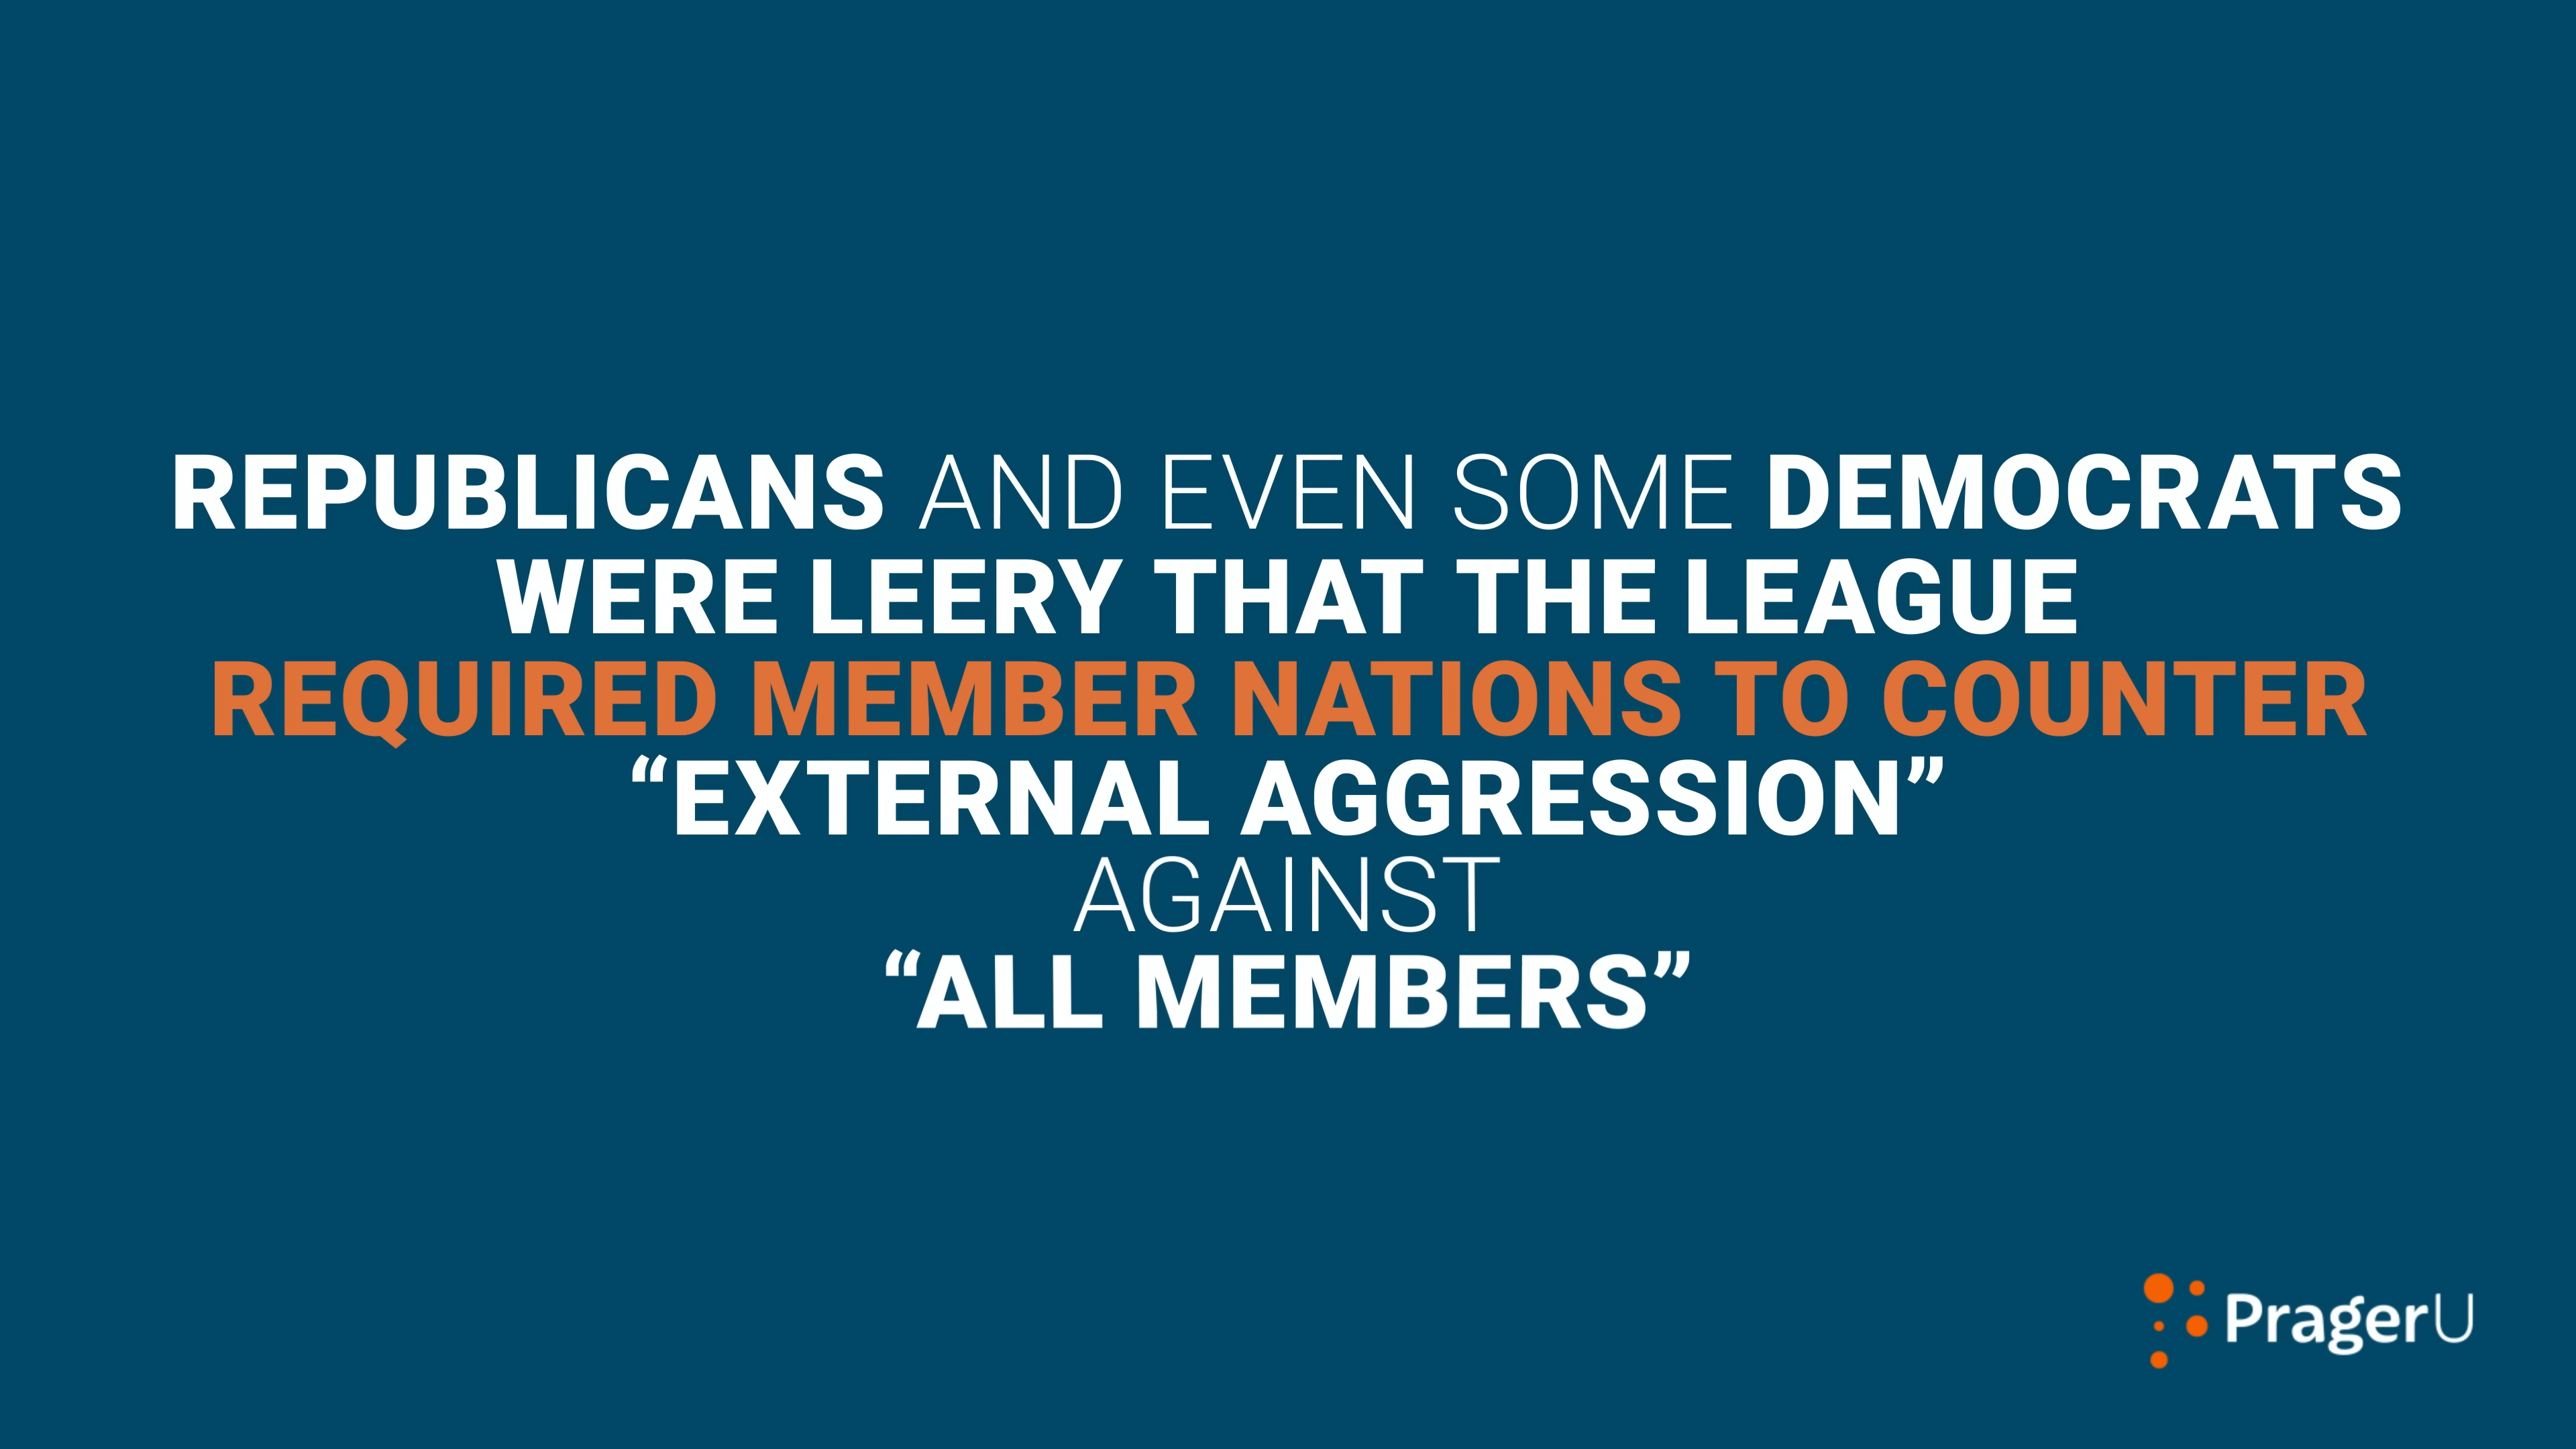 REPUBLICANS AND EVEN SOME DEMOCRATS
WERE LEERY THAT THE LEAGUE
REQUIRED MEMBER NATIONS TO COUNTER
“EXTERNAL AGGRESSION”
AGAINST
“ALL MEMBERS”
PragerU